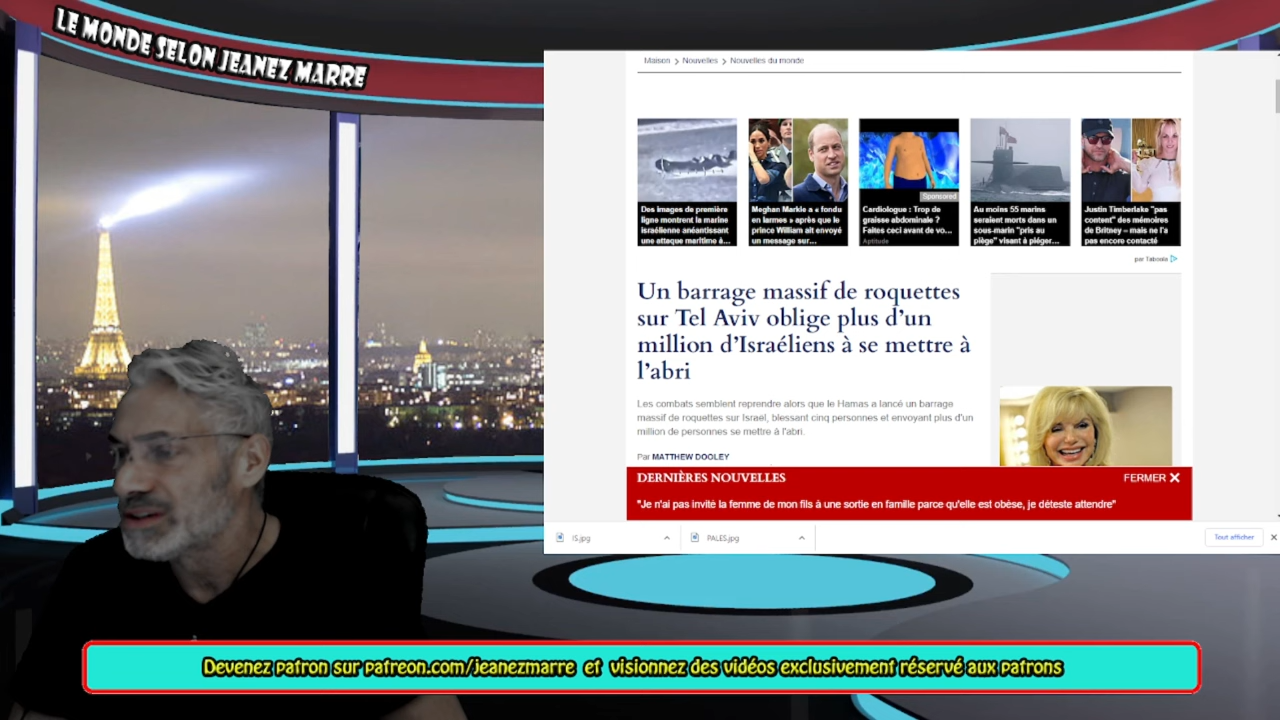 LE MONDE SELON JEANEZ MARRE
Maison > Nouvelles > Nouvelles du monde
Des images de première
ligne montrent la marine
israélienne anéantissant
une attaque maritime à...
Meghan Markle a « fondu
en larmes » après que le
prince William ait envoyé
un message sur...
Sponsored
Cardiologue : Trop de
graisse abdominale ?
Faites ceci avant de vo...
Aptitude
Au moins 55 marins
seraient morts dans un
sous-marin "pris au
piège" visant à piéger...
Justin Timberlake "pas
content" des mémoires
de Britney – mais ne l'a
pas encore contacté
par Taboola
Un barrage massif de roquettes
sur Tel Aviv oblige plus d’un
million d’Israéliens à se mettre à
l’abri
Les combats semblent reprendre alors que le Hamas a lancé un barrage
massif de roquettes sur Israël, blessant cinq personnes et envoyant plus d'un
million de personnes se mettre à l'abri.
Par MATTHEW DOOLEY
DERNIÈRES NOUVELLES
FERMER X
"Je n'ai pas invité la femme de mon fils à une sortie en famille parce qu'elle est obèse, je déteste attendre"
IS.jpg
PALES.jpg
Tout afficher
Devenez patron sur patreon.com/jeanezmarre et visionnez des vidéos exclusivement réservé aux patrons